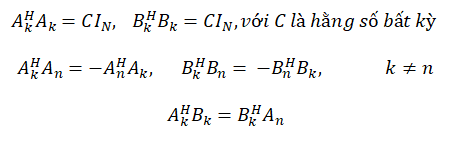 A_k^H A_k = CI_N, B_k^H B_k = CI_N, với C là hằng số bất kỳ
A_k^H A_n = −A_n^H A_k, B_k^H B_n = −B_n^H B_k, k ≠ n
A_k^H B_k = B_k^H A_n